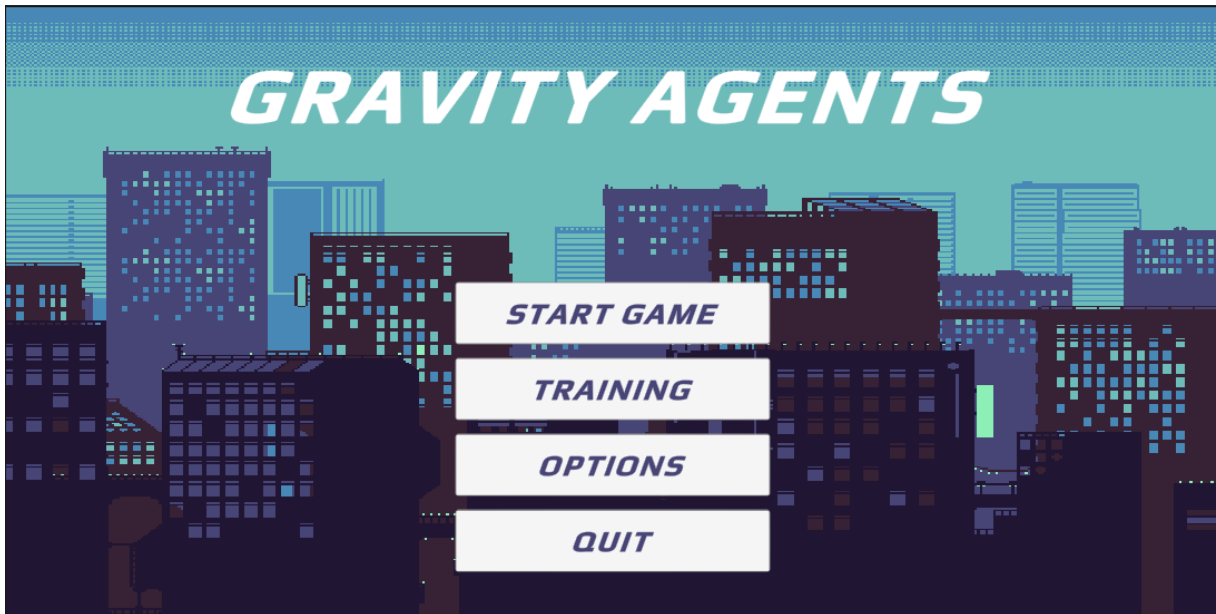 GRAVITY AGENTS
START GAME
TRAINING
OPTIONS
QUIT